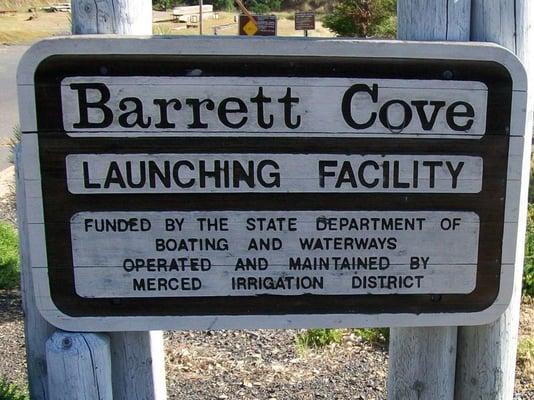 Barrett Cove
LAUNCHING FACILITY
FUNDED BY THE STATE DEPARTMENT OF
BOATING AND WATERWAYS
OPERATED AND MAINTAINED BY
MERCED IRRIGATION DISTRICT